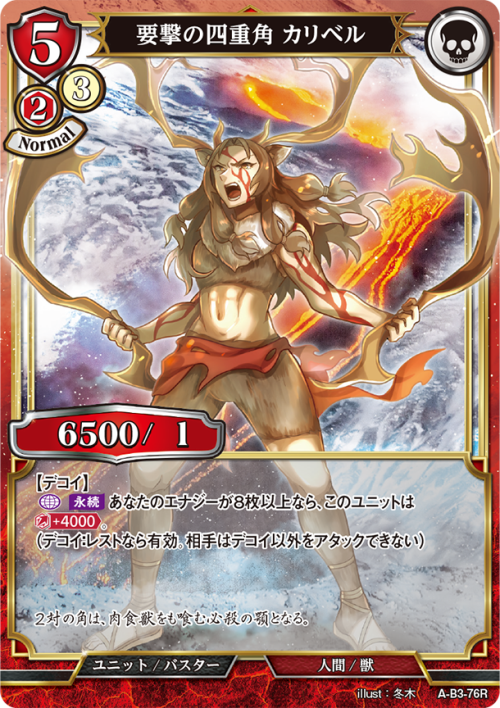 5
要撃の四重角 カリベル
2
3
Normal
6500/ 1
【デコイ】
永続 あなたのエナジーが8枚以上なら、このユニットは
+4000 。
(デコイ:レストなら有効。相手はデコイ以外をアタックできない)
2対の角は、肉食獣をも喰む必殺の顎となる。
ユニット / バスター
人間 / 獣
illust：冬木
A-B3-76R